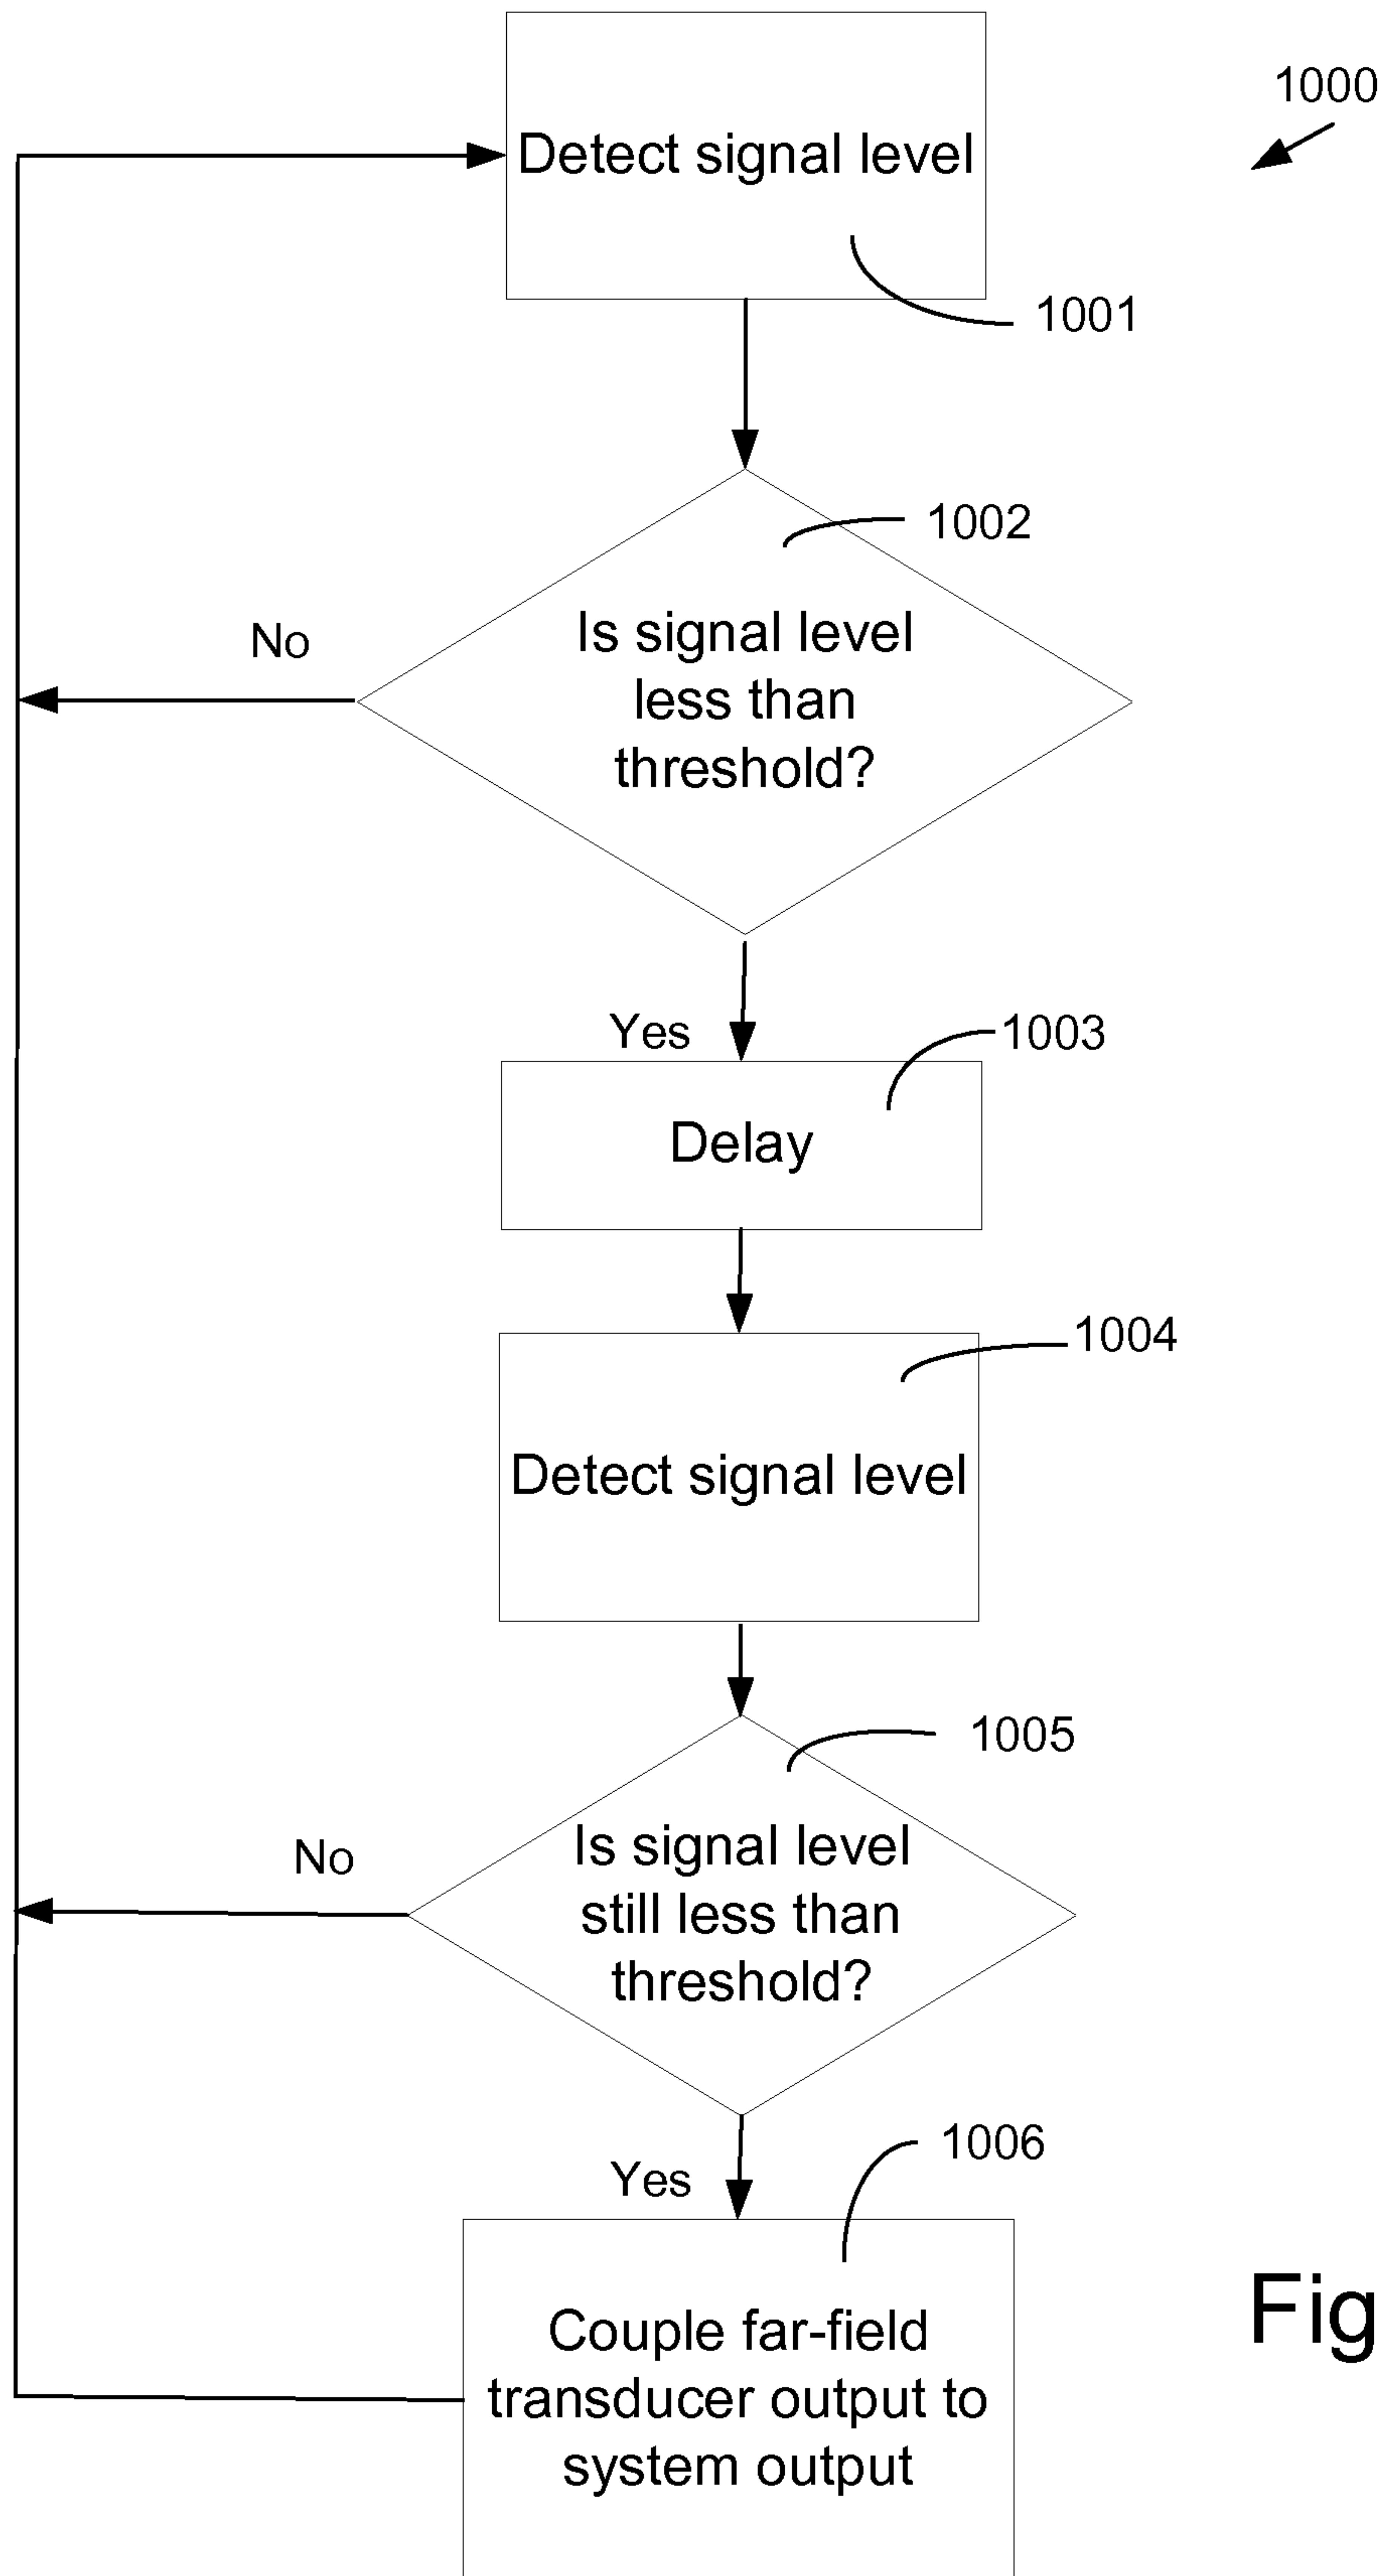 1000
Detect signal level
1001
1002
Is signal level
less than
threshold?
No
Yes
1003
Delay
1004
Detect signal level
1005
Is signal level
still less than
threshold?
No
Yes
1006
Couple far-field
transducer output to
system output
Fig